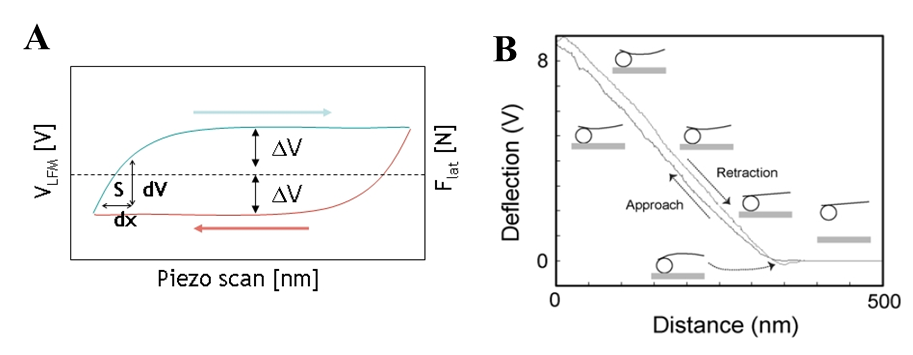 A
V_LFM [V]
ΔV
S
dV
ΔV
dx
F_lat [N]
Piezo scan [nm]
B
Deflection (V)
8
0
Retraction
Approach
0
500
Distance (nm)